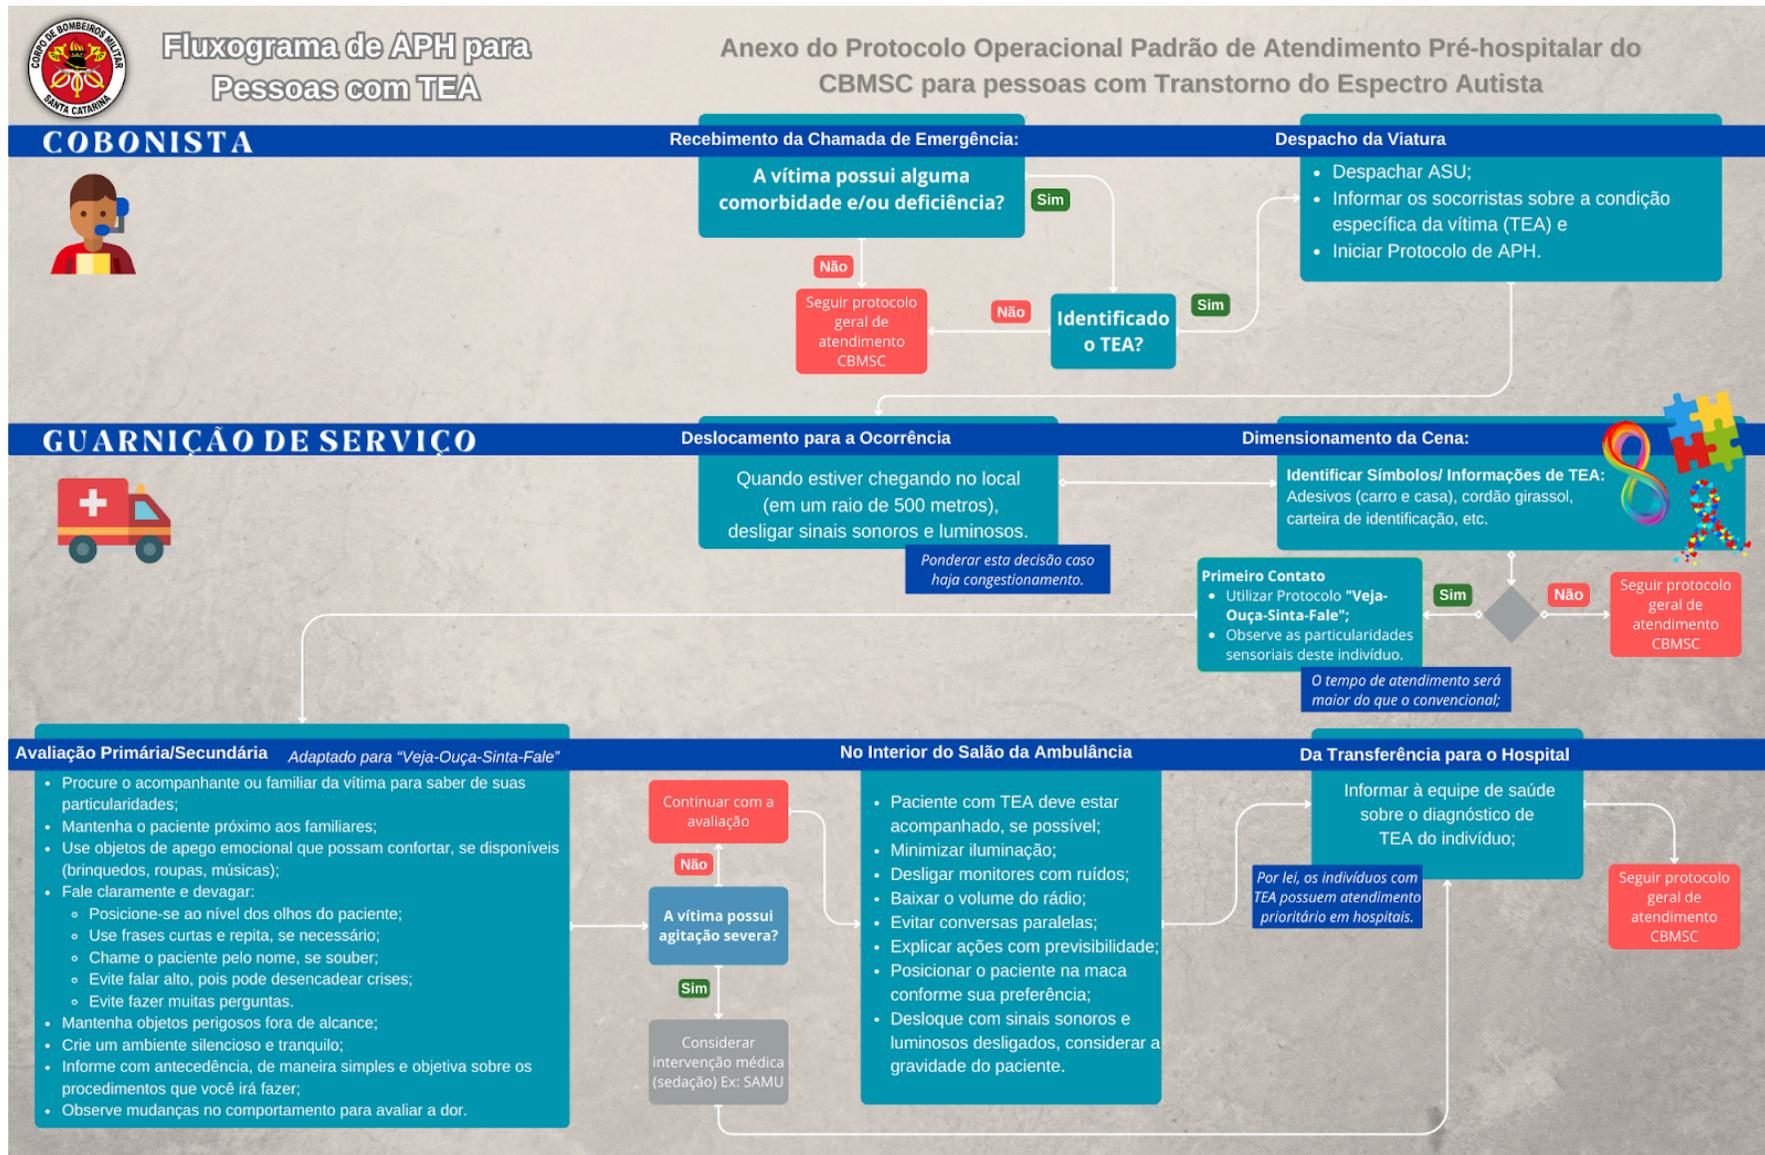 CORPO DE BOMBEIROS MILITAR
SANTA CATARINA
Fluxograma de APH para
Pessoas com TEA
Anexo do Protocolo Operacional Padrão de Atendimento Pré-hospitalar do
CBMSC para pessoas com Transtorno do Espectro Autista
COBONISTA
Recebimento da Chamada de Emergência:
A vítima possui alguma
comorbidade e/ou deficiência?
Sim
Não
Seguir protocolo
geral de
atendimento
CBMSC
Não
Identificado
o TEA?
Sim
Despacho da Viatura
• Despachar ASU;
• Informar os socorristas sobre a condição
específica da vítima (TEA) e
• Iniciar Protocolo de APH.
GUARNIÇÃO DE SERVIÇO
Deslocamento para a Ocorrência
Quando estiver chegando no local
(em um raio de 500 metros),
desligar sinais sonoros e luminosos.
Ponderar esta decisão caso
haja congestionamento.
Dimensionamento da Cena:
Identificar Símbolos/ Informações de TEA:
Adesivos (carro e casa), cordão girassol,
carteira de identificação, etc.
Primeiro Contato
• Utilizar Protocolo "Veja-
Ouça-Sinta-Fale";
• Observe as particularidades
sensoriais deste indivíduo.
Sim
Não
Seguir protocolo
geral de
atendimento
CBMSC
O tempo de atendimento será
maior do que o convencional;
Avaliação Primária/Secundária
Adaptado para “Veja-Ouça-Sinta-Fale”
• Procure o acompanhante ou familiar da vítima para saber de suas
particularidades;
• Mantenha o paciente próximo aos familiares;
• Use objetos de apego emocional que possam confortar, se disponíveis
(brinquedos, roupas, músicas);
• Fale claramente e devagar:
◦ Posicione-se ao nível dos olhos do paciente;
◦ Use frases curtas e repita, se necessário;
◦ Chame o paciente pelo nome, se souber;
◦ Evite falar alto, pois pode desencadear crises;
◦ Evite fazer muitas perguntas.
• Mantenha objetos perigosos fora de alcance;
• Crie um ambiente silencioso e tranquilo;
• Informe com antecedência, de maneira simples e objetiva sobre os
procedimentos que você irá fazer;
• Observe mudanças no comportamento para avaliar a dor.
Continuar com a
avaliação
Não
A vítima possui
agitação severa?
Sim
Considerar
intervenção médica
(sedação) Ex: SAMU
No Interior do Salão da Ambulância
• Paciente com TEA deve estar
acompanhado, se possível;
• Minimizar iluminação;
• Desligar monitores com ruídos;
• Baixar o volume do rádio;
• Evitar conversas paralelas;
• Explicar ações com previsibilidade;
• Posicionar o paciente na maca
conforme sua preferência;
• Desloque com sinais sonoros e
luminosos desligados, considerar a
gravidade do paciente.
Da Transferência para o Hospital
Informar à equipe de saúde
sobre o diagnóstico de
TEA do indivíduo;
Por lei, os indivíduos com
TEA possuem atendimento
prioritário em hospitais.
Seguir protocolo
geral de
atendimento
CBMSC